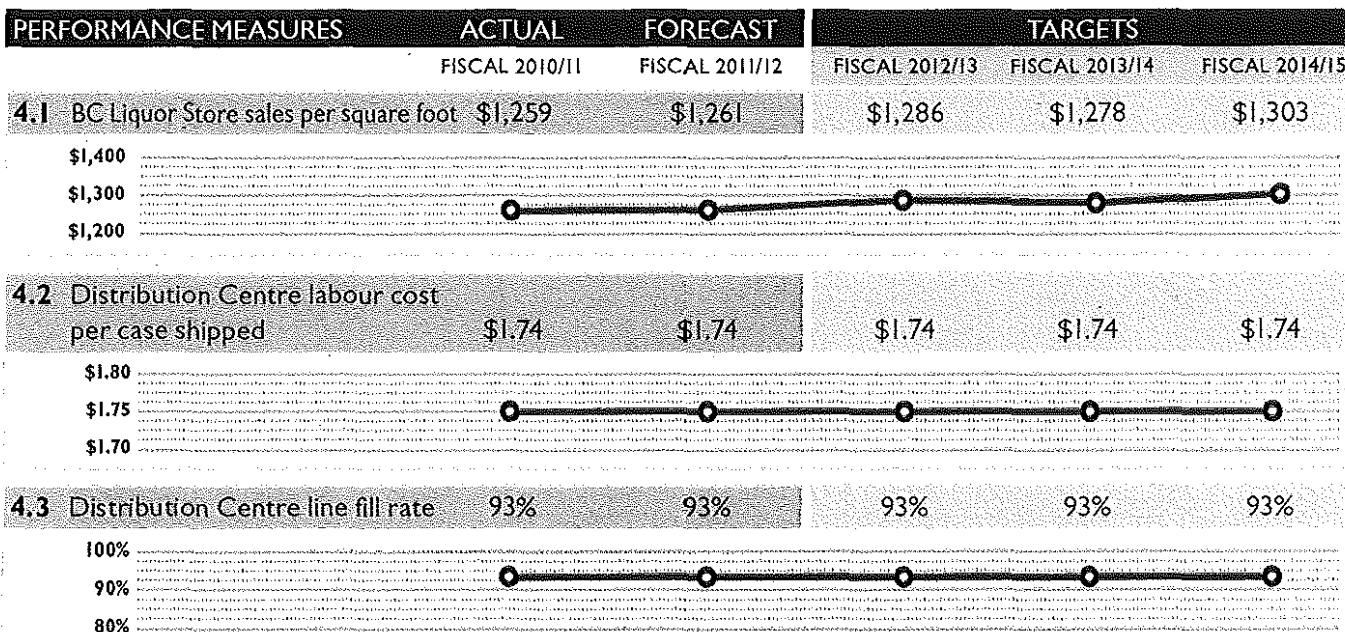 PERFORMANCE MEASURES ACTUAL FORECAST TARGETS
FISCAL 2010/11 FISCAL 2011/12 FISCAL 2012/13 FISCAL 2013/14 FISCAL 2014/15
4.1 BC Liquor Store sales per square foot $1,259 $1,261 $1,286 $1,278 $1,303
$1,400
$1,300
$1,200
4.2 Distribution Centre labour cost
per case shipped $1.74 $1.74 $1.74 $1.74 $1.74
$1.80
$1.75
$1.70
4.3 Distribution Centre line fill rate 93% 93% 93% 93% 93%
100%
90%
80%